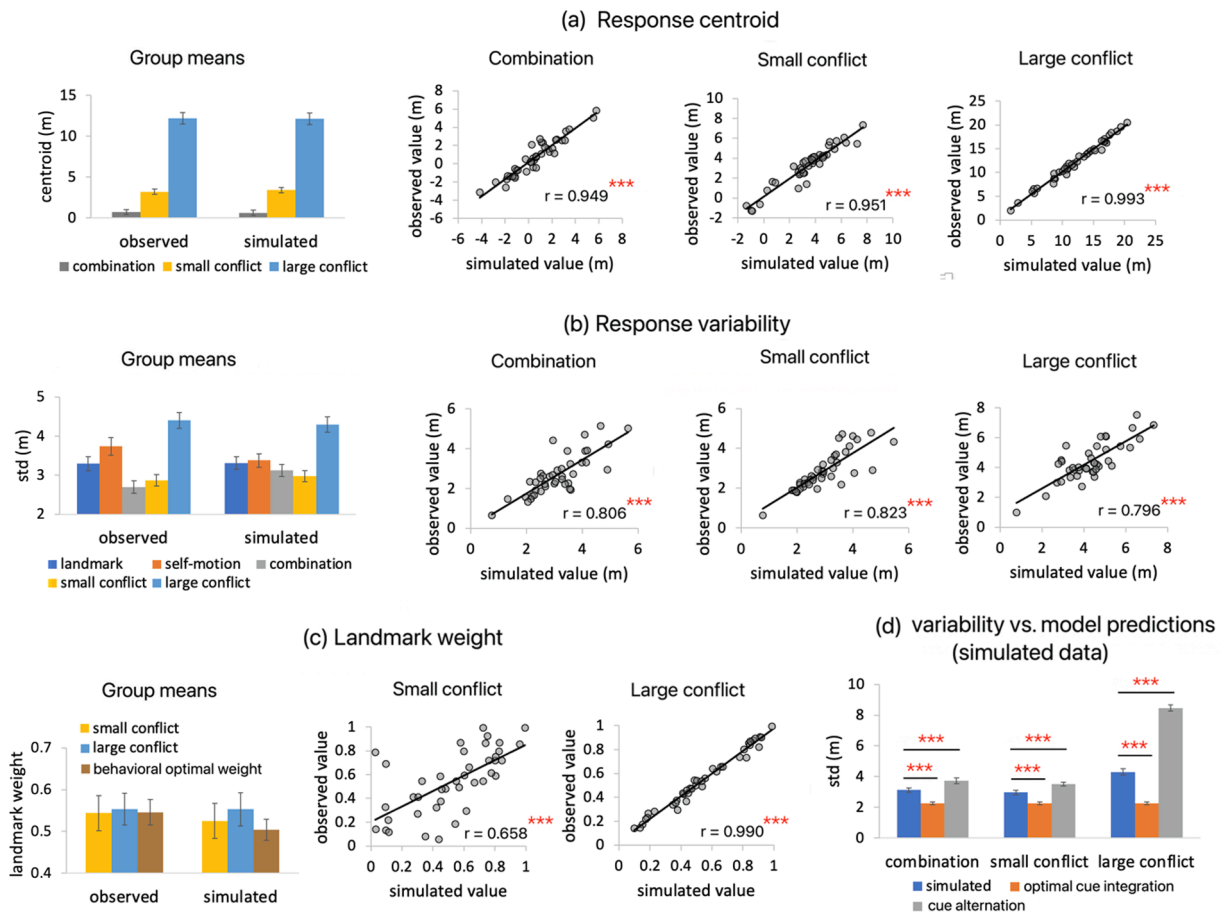 (a) Response centroid
Group means
centroid (m)
15
10
5
0
observed
simulated
combination
small conflict
large conflict
Combination
observed value (m)
8
6
4
2
0
-2
-4
-6
-6
-4
-2
0
2
4
6
8
simulated value (m)
r = 0.949
***
Small conflict
observed value (m)
10
8
6
4
2
0
-2
-2
0
2
4
6
8
10
simulated value (m)
r = 0.951
***
Large conflict
observed value (m)
25
20
15
10
5
0
0
5
10
15
20
25
simulated value (m)
r = 0.993
***
(b) Response variability
Group means
std (m)
5
4
3
2
observed
simulated
landmark
self-motion
combination
small conflict
large conflict
Combination
observed value (m)
6
4
2
0
0
2
4
6
simulated value (m)
r = 0.806
***
Small conflict
observed value (m)
6
4
2
0
0
2
4
6
simulated value (m)
r = 0.823
***
Large conflict
observed value (m)
8
6
4
2
0
0
2
4
6
8
simulated value (m)
r = 0.796
***
(c) Landmark weight
Group means
small conflict
large conflict
behavioral optimal weight
landmark weight
0.7
0.6
0.5
0.4
observed
simulated
Small conflict
observed value
1
0.8
0.6
0.4
0.2
0
0
0.2
0.4
0.6
0.8
1
simulated value
r = 0.658
***
Large conflict
observed value
1
0.8
0.6
0.4
0.2
0
0
0.2
0.4
0.6
0.8
1
simulated value
r = 0.990
***
(d) variability vs. model predictions
(simulated data)
std (m)
10
8
6
4
2
0
***
***
***
***
***
***
combination
small conflict
large conflict
simulated
optimal cue integration
cue alternation